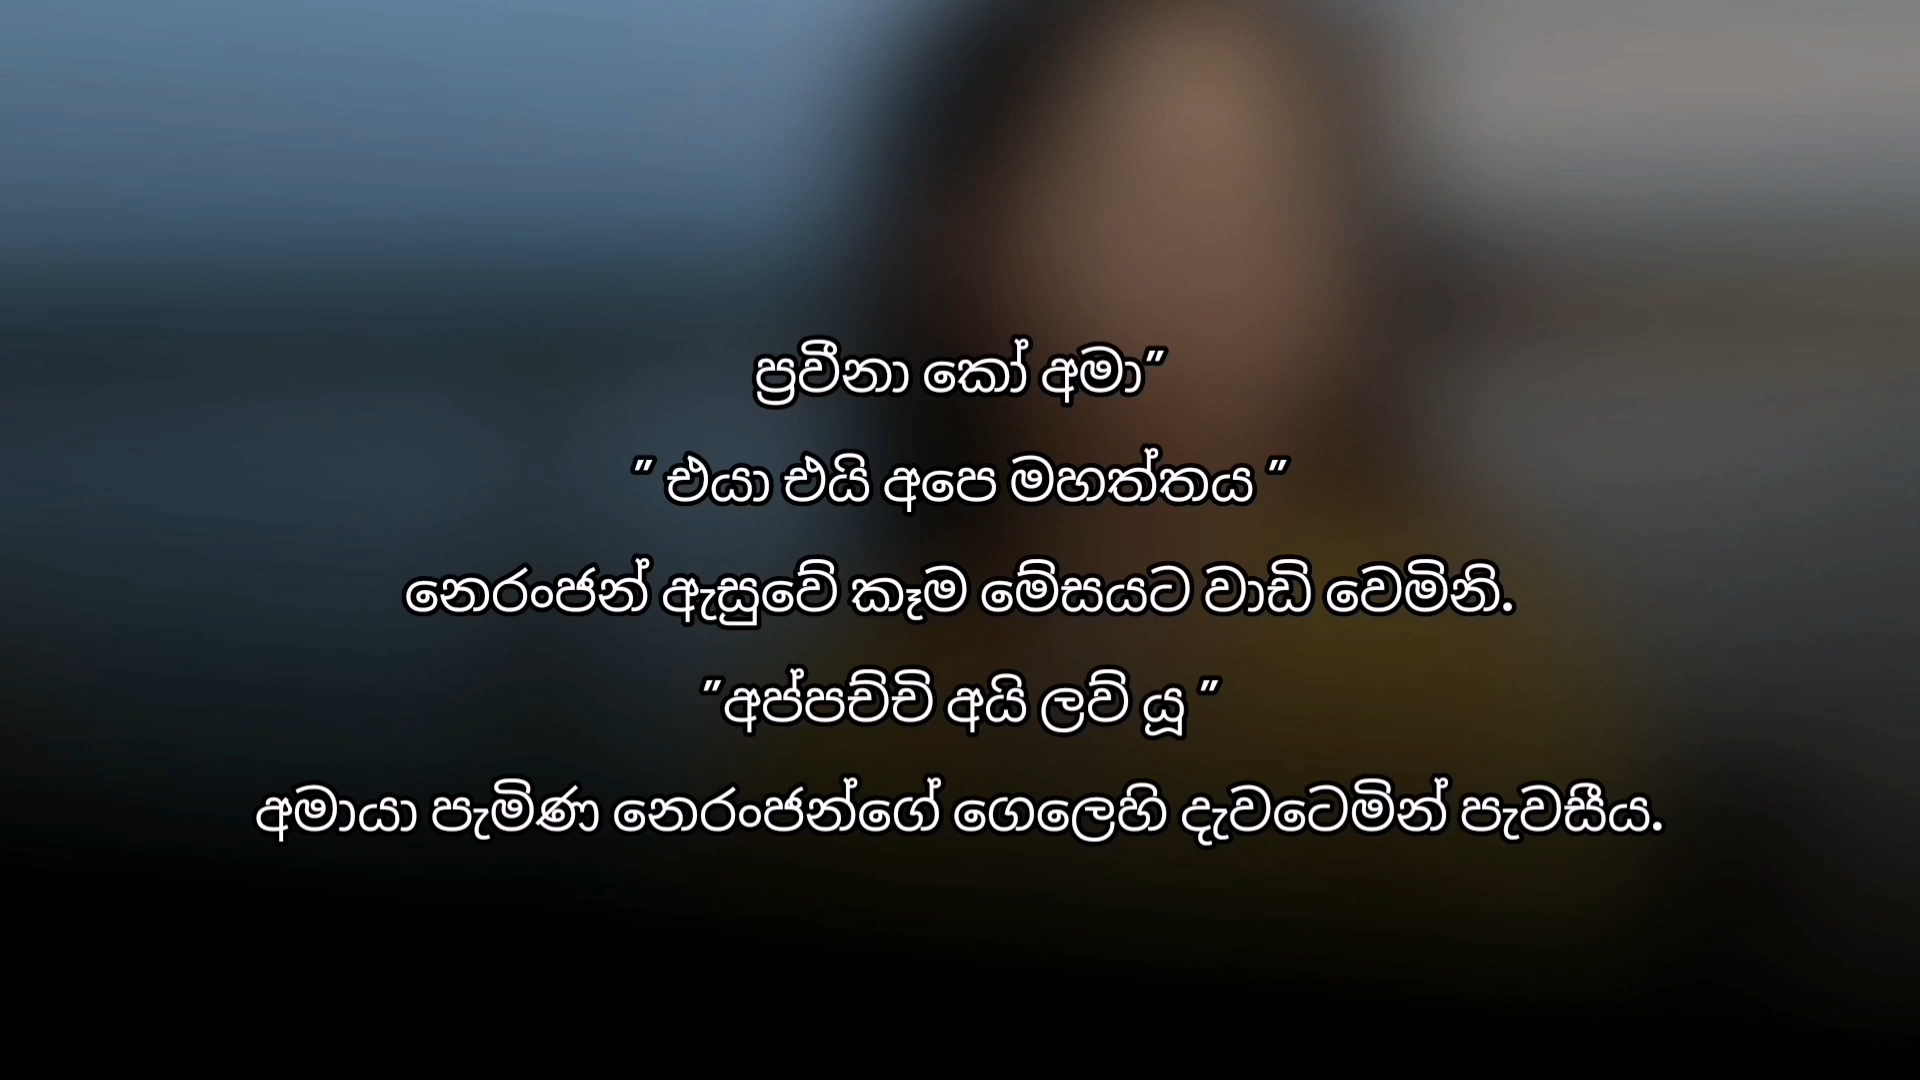 ප්‍රවීනා කෝ අමා"
" එයා එයි අපෙ මහත්තය "
නෙරංජන් ඇසුවේ කෑම මේසයට වාඩි වෙමිනි.
"අප්පච්චි අයි ලව් යූ "
අමායා පැමිණ නෙරංජන්ගේ ගෙලෙහි දැවටෙමින් පැවසීය.